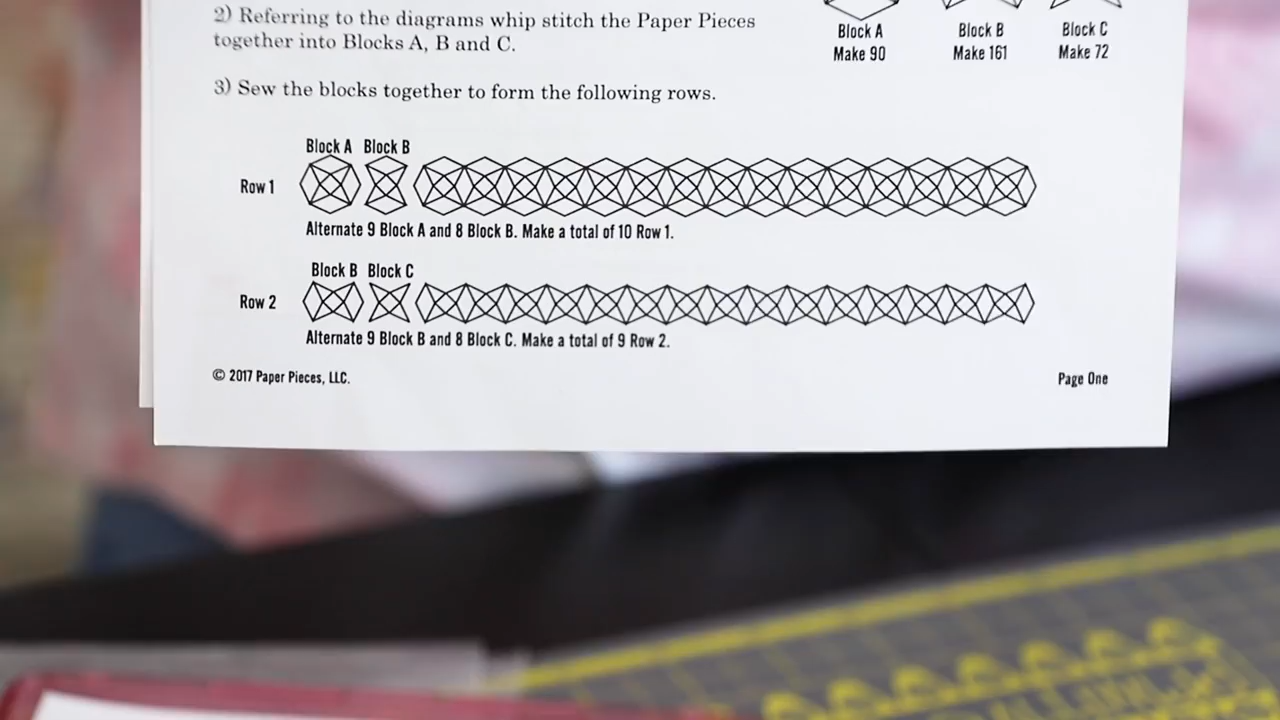 2) Referring to the diagrams whip stitch the Paper Pieces
together into Blocks A, B and C.
Block A
Make 90
Block B
Make 161
Block C
Make 72
3) Sew the blocks together to form the following rows.
Block A Block B
Row 1
Alternate 9 Block A and 8 Block B. Make a total of 10 Row 1.
Block B Block C
Row 2
Alternate 9 Block B and 8 Block C. Make a total of 9 Row 2.
© 2017 Paper Pieces, LLC.
Page One